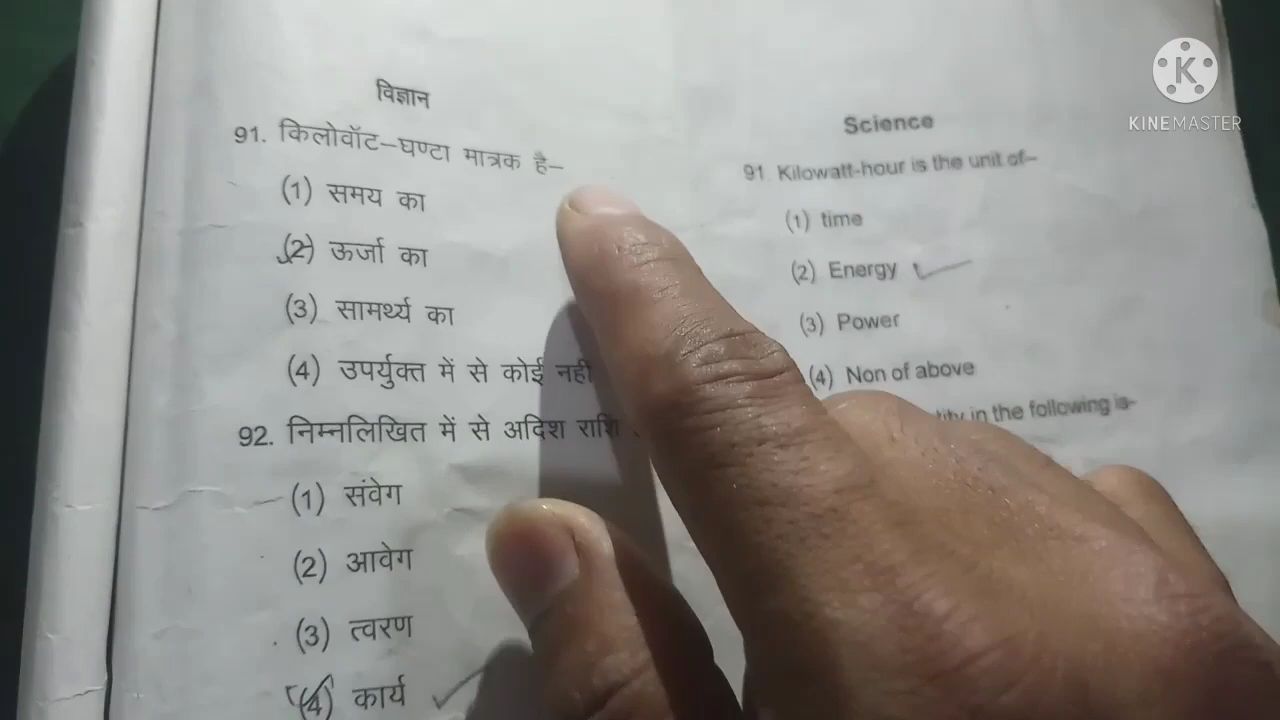 विज्ञान
91. किलोवॉट–घण्टा मात्रक है–
(1) समय का
(2) ऊर्जा का
(3) सामर्थ्य का
(4) उपर्युक्त में से कोई नहीं
92. निम्नलिखित में से अदिश राशि
(1) संवेग
(2) आवेग
(3) त्वरण
(4) कार्य
Science
91. Kilowatt-hour is the unit of–
(1) time
(2) Energy
(3) Power
(4) Non of above
in the following is-
K
KINEMASTER